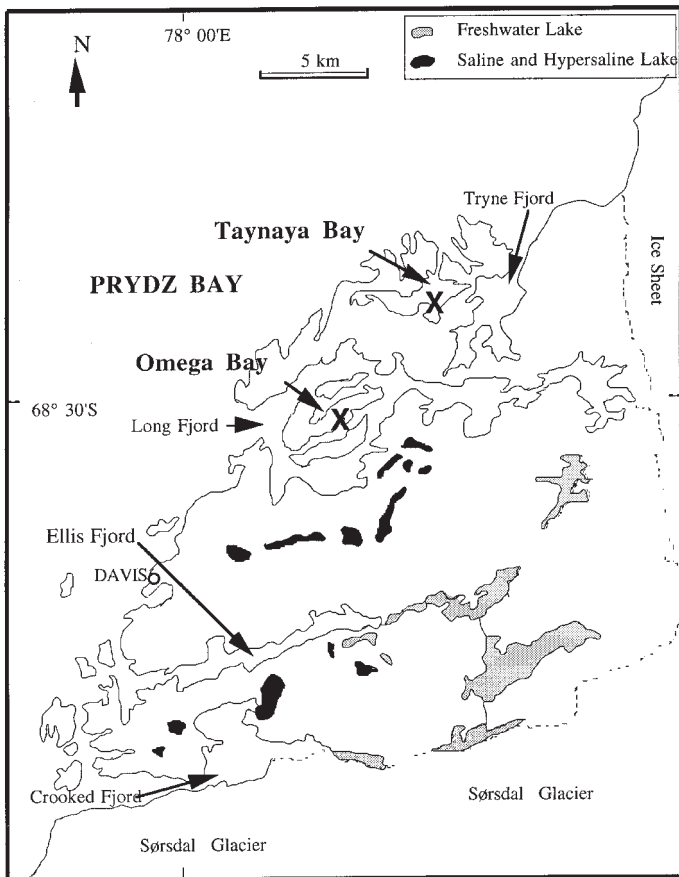 78° 00'E
Freshwater Lake
Saline and Hypersaline Lake
N
5 km
Tryne Fjord
Taynaya Bay
Ice Sheet
PRYDZ BAY
X
Omega Bay
68° 30'S
X
Long Fjord
Ellis Fjord
DAVIS
Crooked Fjord
Sørsdal Glacier
Sørsdal Glacier